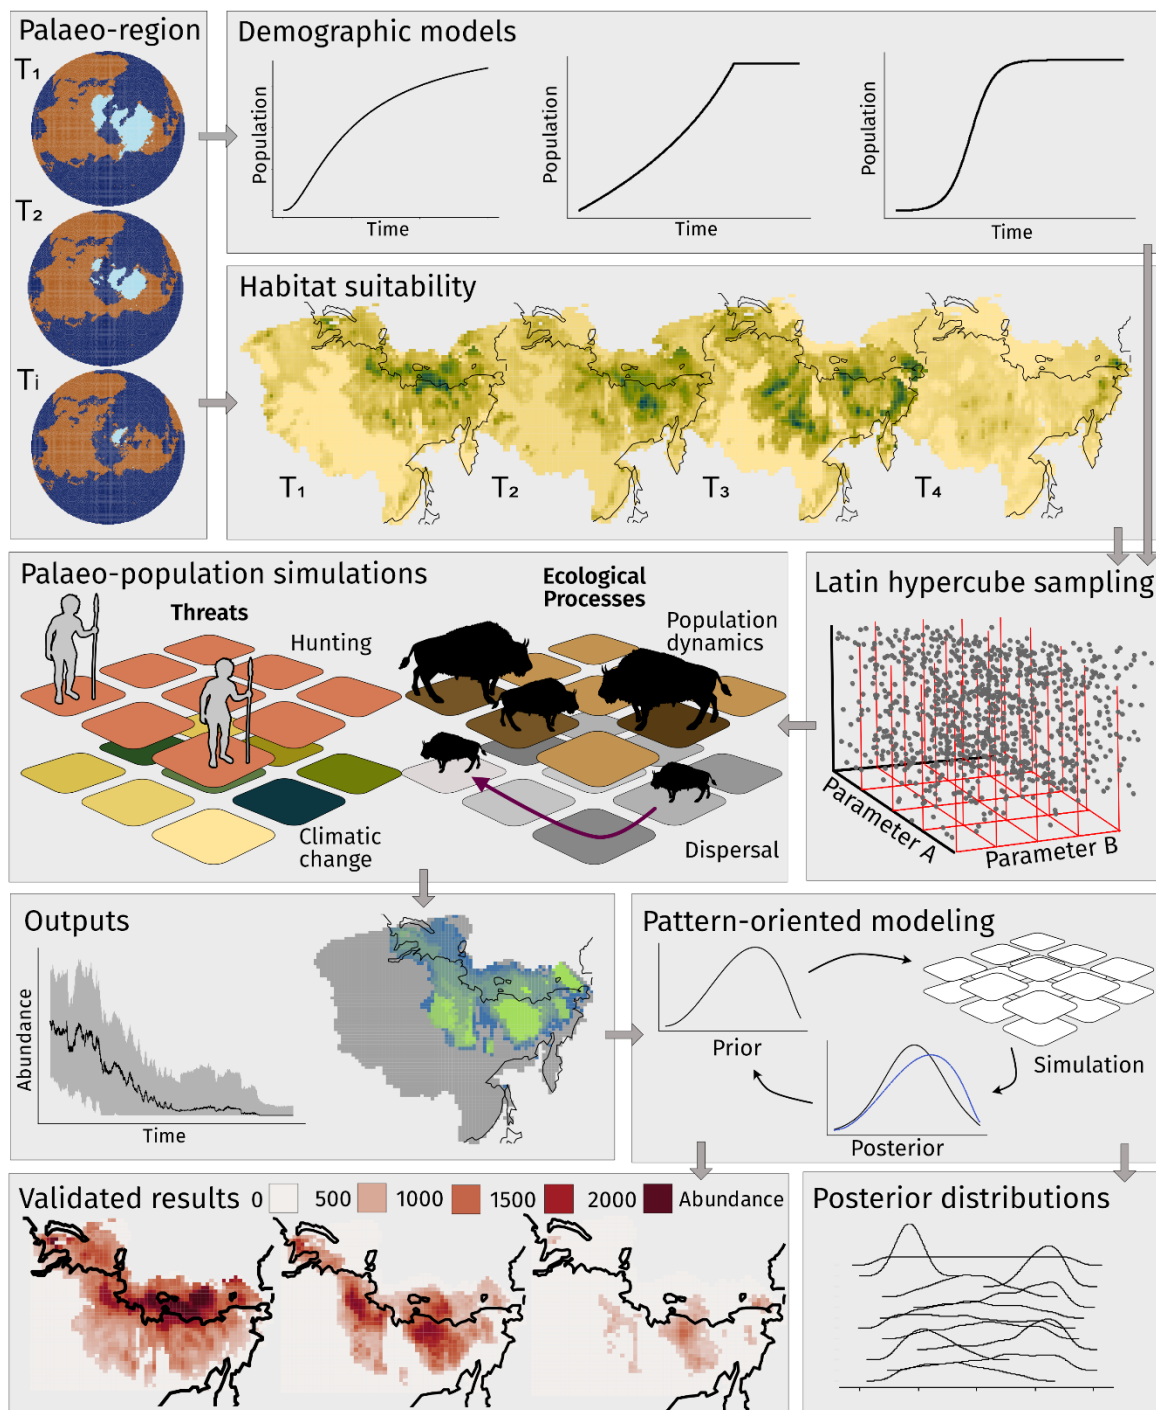 Palaeo-region
T₁
T₂
Tᵢ
Demographic models
Population
Time
Population
Time
Population
Time
Habitat suitability
T₁
T₂
T₃
T₄
Palaeo-population simulations
Threats
Hunting
Climatic
change
Ecological
Processes
Population
dynamics
Dispersal
Latin hypercube sampling
Parameter A
Parameter B
Outputs
Abundance
Time
Pattern-oriented modeling
Prior
Simulation
Posterior
Validated results 0 500 1000 1500 2000 Abundance
Posterior distributions